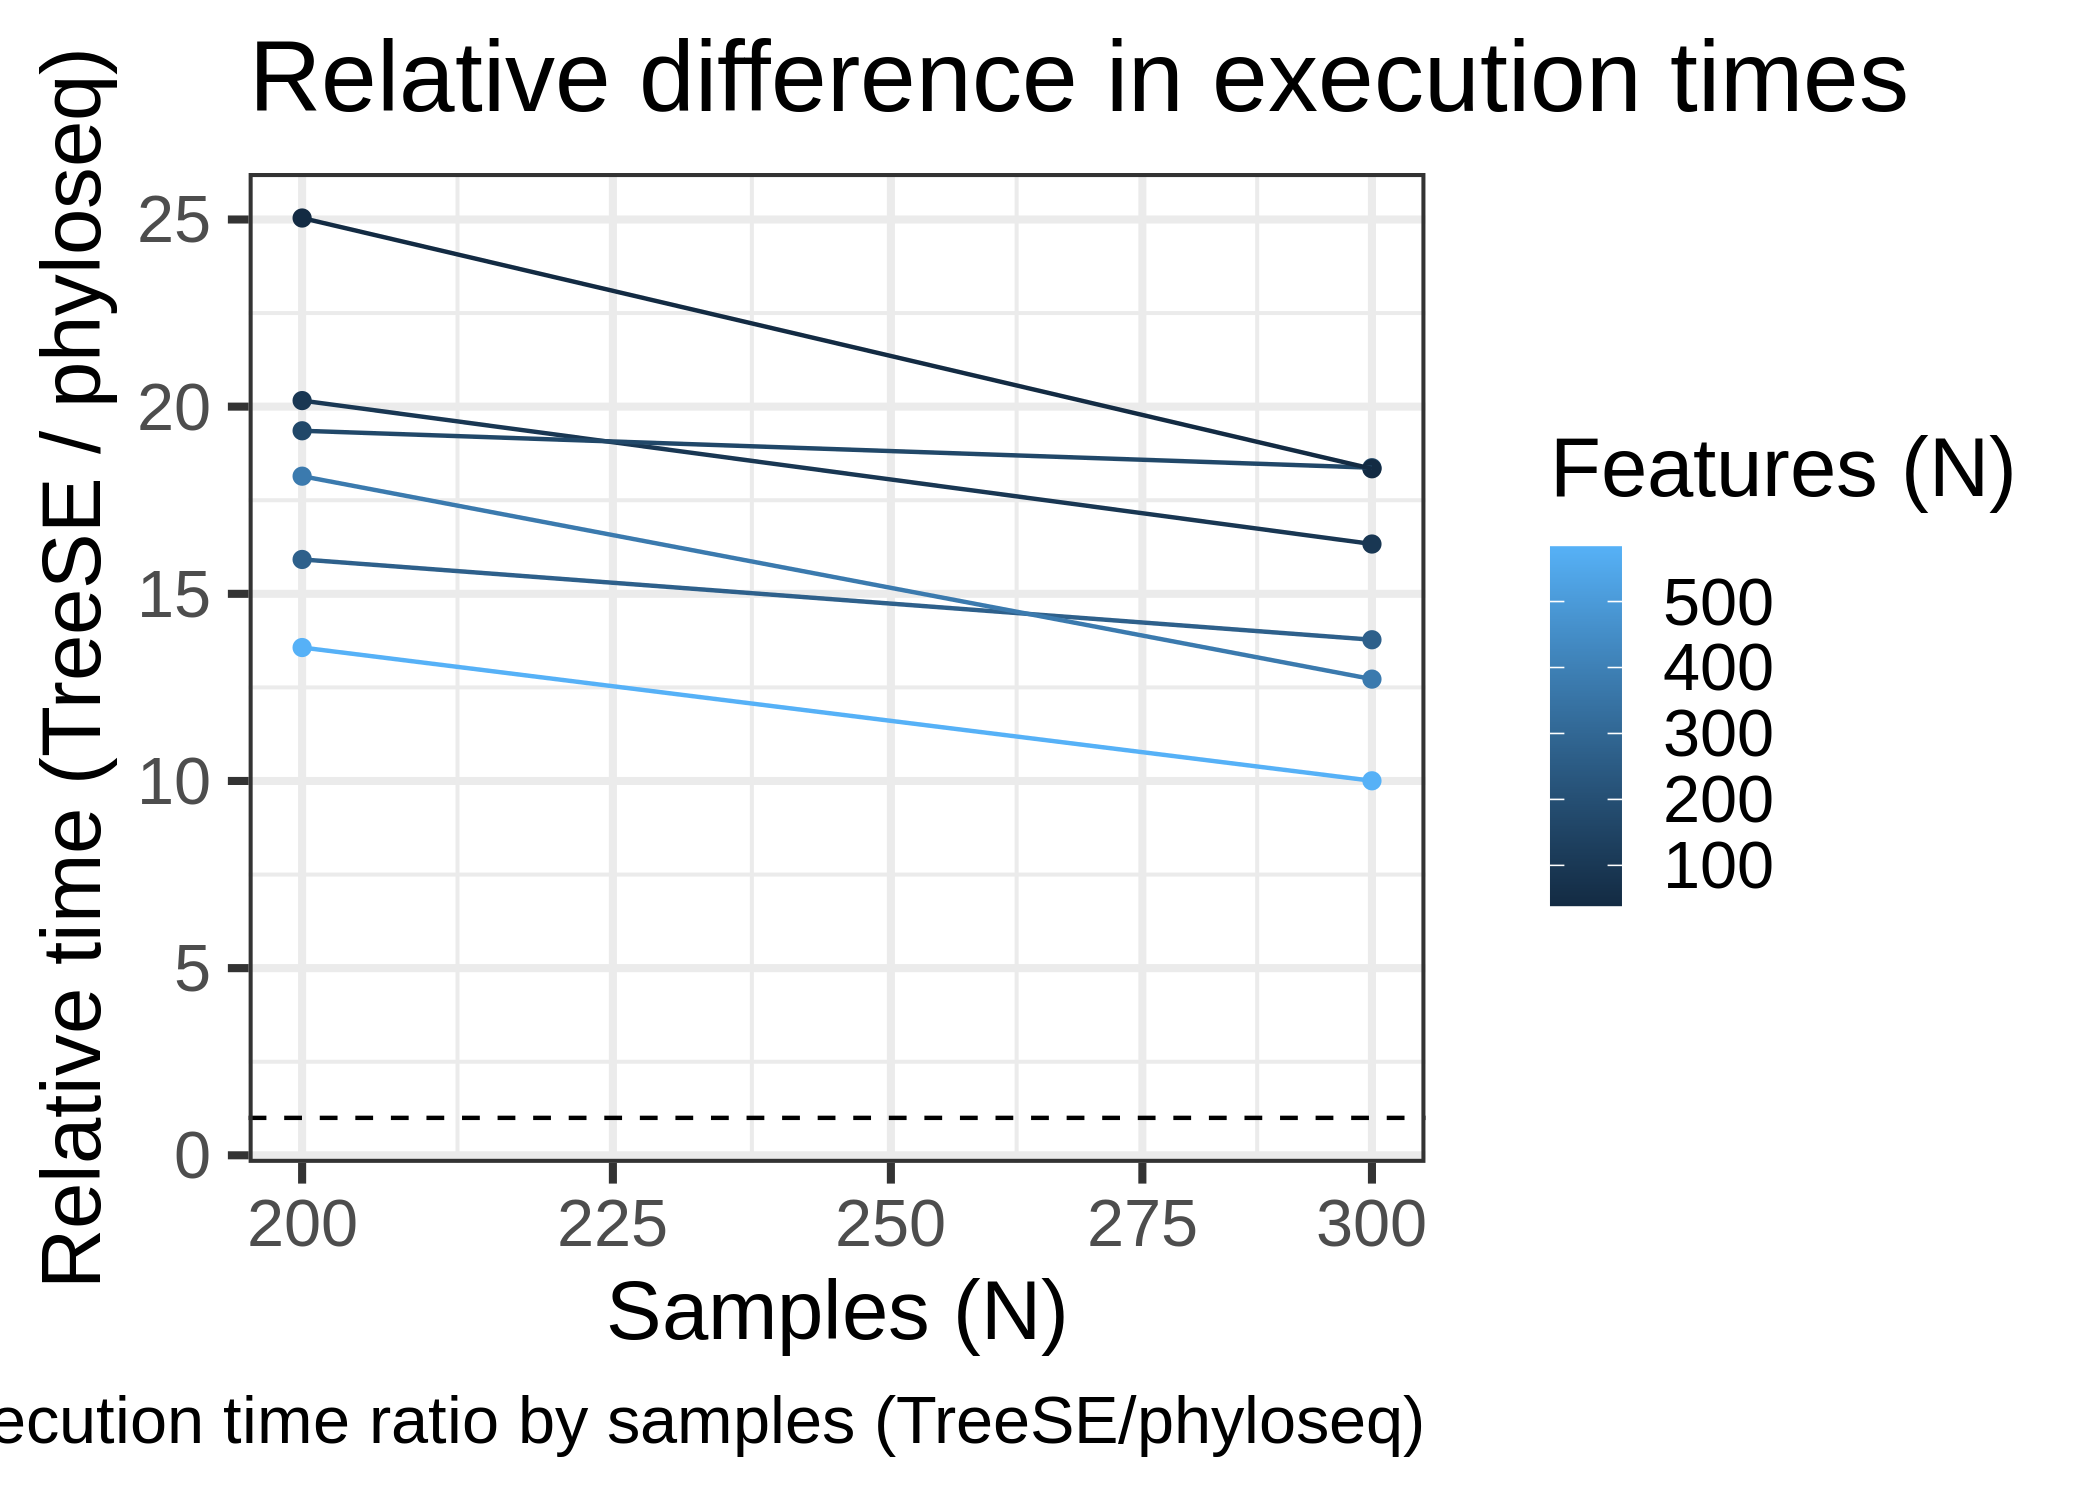 Relative difference in execution times
Relative time (TreeSE / phyloseq)
25
20
15
10
5
0
200 225 250 275 300
Samples (N)
Features (N)
500
400
300
200
100
ecution time ratio by samples (TreeSE/phyloseq)